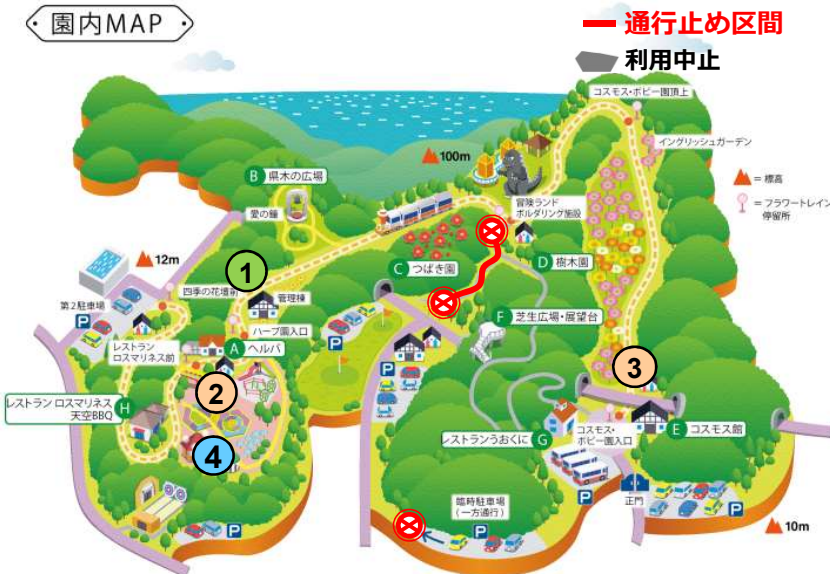 園内MAP
通行止め区間
利用中止
コスモス・ポピー園頂上
イングリッシュガーデン
100m
B 県木の広場
愛の鐘
=標高
=フラワートレイン
停留所
冒険ランド
ボルダリング施設
12m
1
C つばき園
D 樹木園
四季の花壇前
管理棟
第2駐車場
P
ハーブ園入口
F 芝生広場・展望台
P
レストラン
ロスマリネス前
A ヘルバ
P
P
3
2
レストラン ロスマリネス
天空BBQ
H
4
レストランうおくに G
コスモス・
ポピー園入口
E コスモス館
臨時駐車場
(一方通行)
正門
P
P
P
P
10m